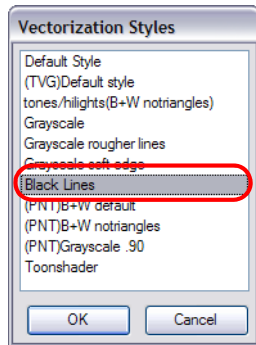 Vectorization Styles
Default Style
(TVG)Default style
tones/hilights(B+W notriangles)
Grayscale
Grayscale rougher lines
Grayscale soft edge
Black Lines
(PNT)B+W default
(PNT)B+W notriangles
(PNT)Grayscale .90
Toonshader
OK
Cancel